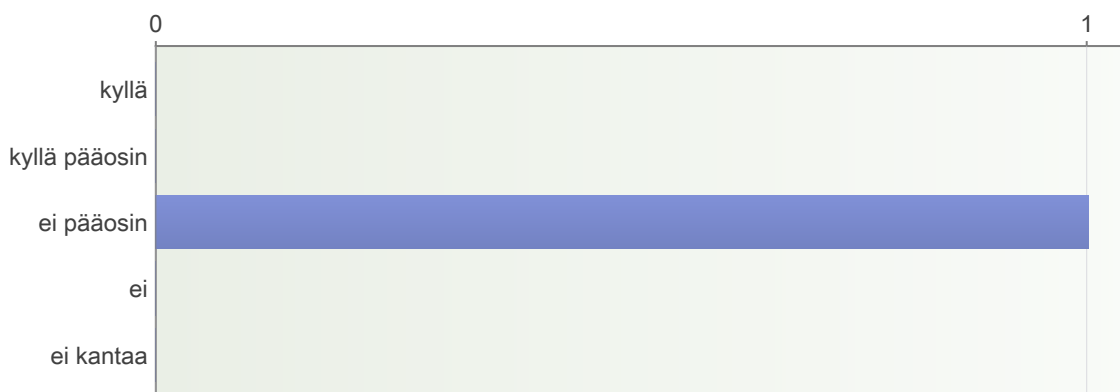 0 1
kyllä
kyllä pääosin
ei pääosin
ei
ei kantaa